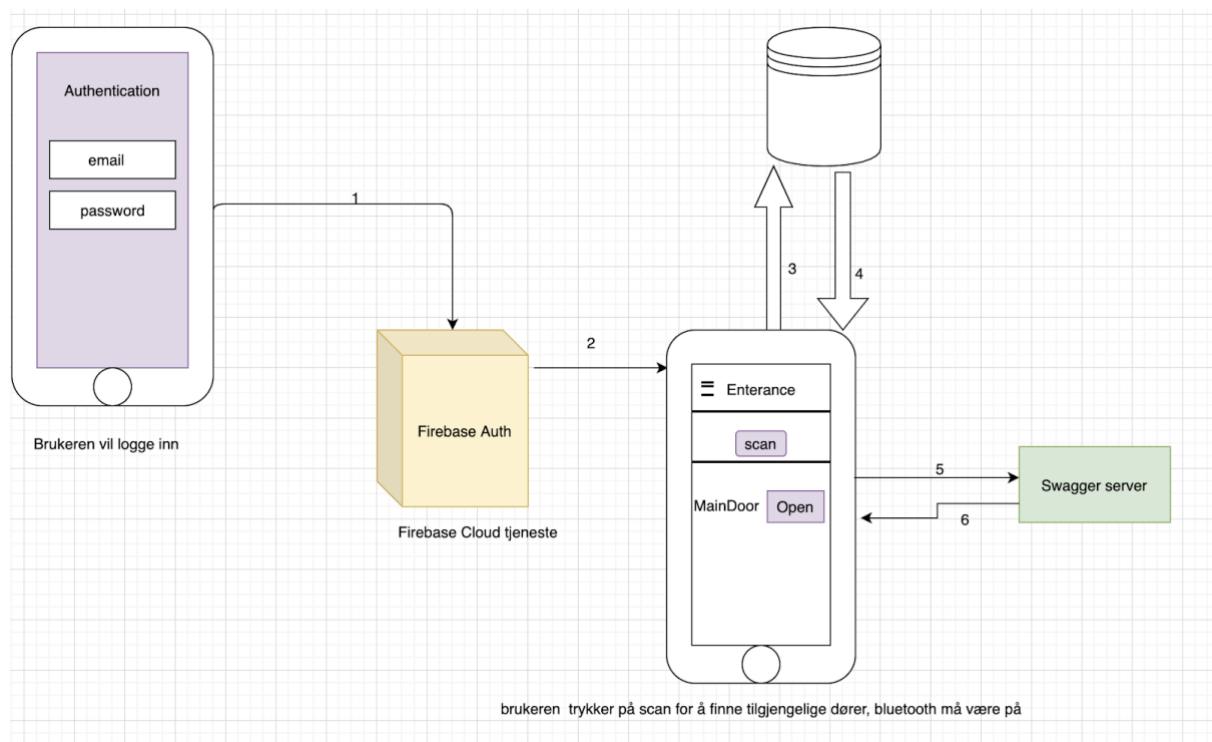 Authentication
email
password
1
Brukeren vil logge inn
Firebase Auth
Firebase Cloud tjeneste
2
3
4
Enterance
scan
MainDoor
Open
5
6
Swagger server
brukeren trykker på scan for å finne tilgjengelige dører, bluetooth må være på